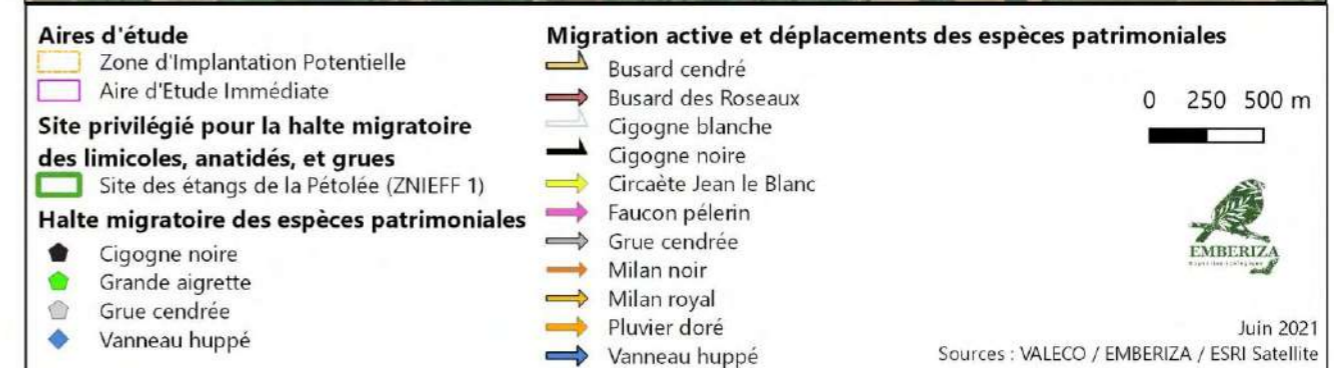 Aires d'étude
Zone d'Implantation Potentielle
Aire d'Etude Immédiate
Site privilégié pour la halte migratoire
des limicoles, anatidés, et grues
Site des étangs de la Pétolée (ZNIEFF 1)
Halte migratoire des espèces patrimoniales
Cigogne noire
Grande aigrette
Grue cendrée
Vanneau huppé
Migration active et déplacements des espèces patrimoniales
Busard cendré
Busard des Roseaux
Cigogne blanche
Cigogne noire
Circaète Jean le Blanc
Faucon pélerin
Grue cendrée
Milan noir
Milan royal
Pluvier doré
Vanneau huppé
0 250 500 m
EMBERIZA
Juin 2021
Sources : VALECO / EMBERIZA / ESRI Satellite